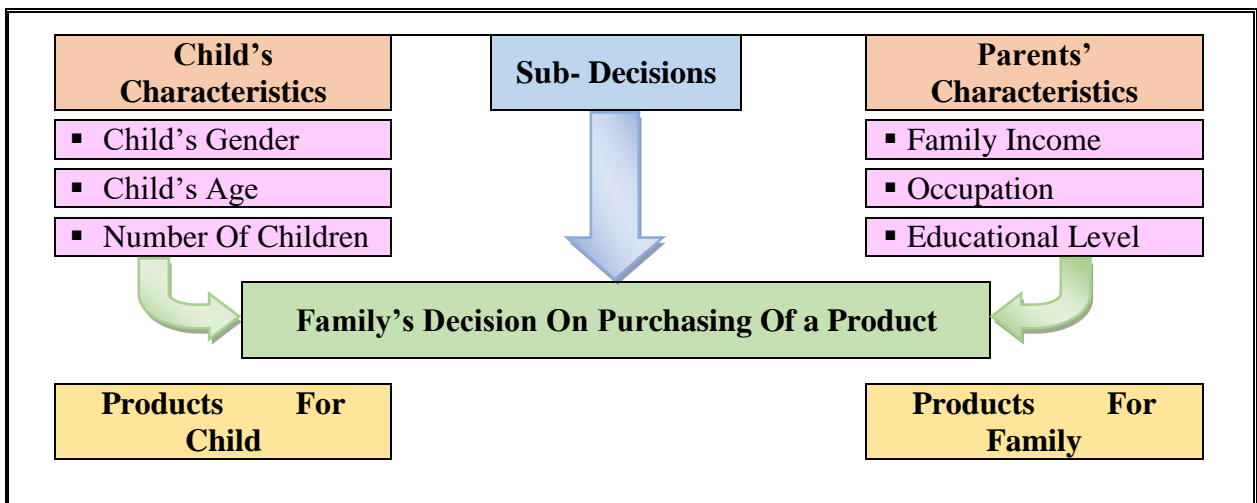 Child’s
Characteristics
▪ Child’s Gender
▪ Child’s Age
▪ Number Of Children
Sub- Decisions
Parents’
Characteristics
▪ Family Income
▪ Occupation
▪ Educational Level
Family’s Decision On Purchasing Of a Product
Products For
Child
Products For
Family